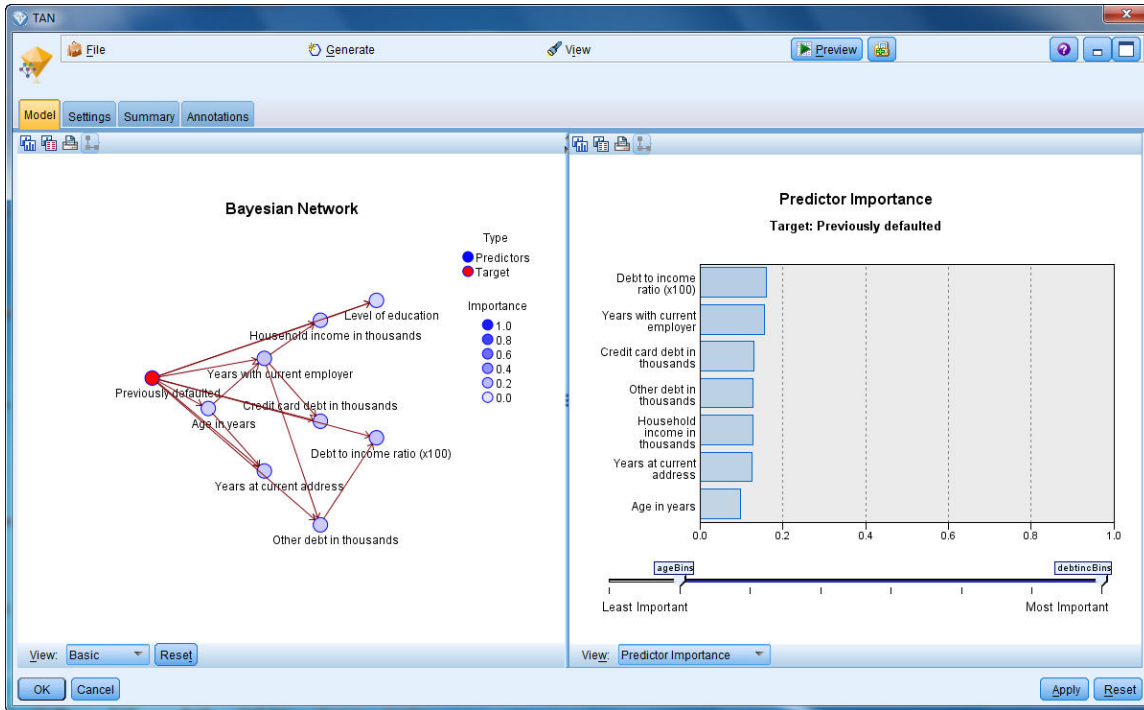 TAN
File Generate View Preview
Model Settings Summary Annotations
Bayesian Network
Type
Predictors
Target
Importance
1.0
0.8
0.6
0.4
0.2
0.0
Level of education
Household income in thousands
Years with current employer
Previously defaulted
Credit card debt in thousands
Age in years
Debt to income ratio (x100)
Years at current address
Other debt in thousands
View: Basic Reset
Predictor Importance
Target: Previously defaulted
Debt to income
ratio (x100)
Years with current
employer
Credit card debt in
thousands
Other debt in
thousands
Household
income in
thousands
Years at current
address
Age in years
0.0 0.2 0.4 0.6 0.8 1.0
ageBins debtincBins
Least Important Most Important
View: Predictor Importance
OK Cancel Apply Reset